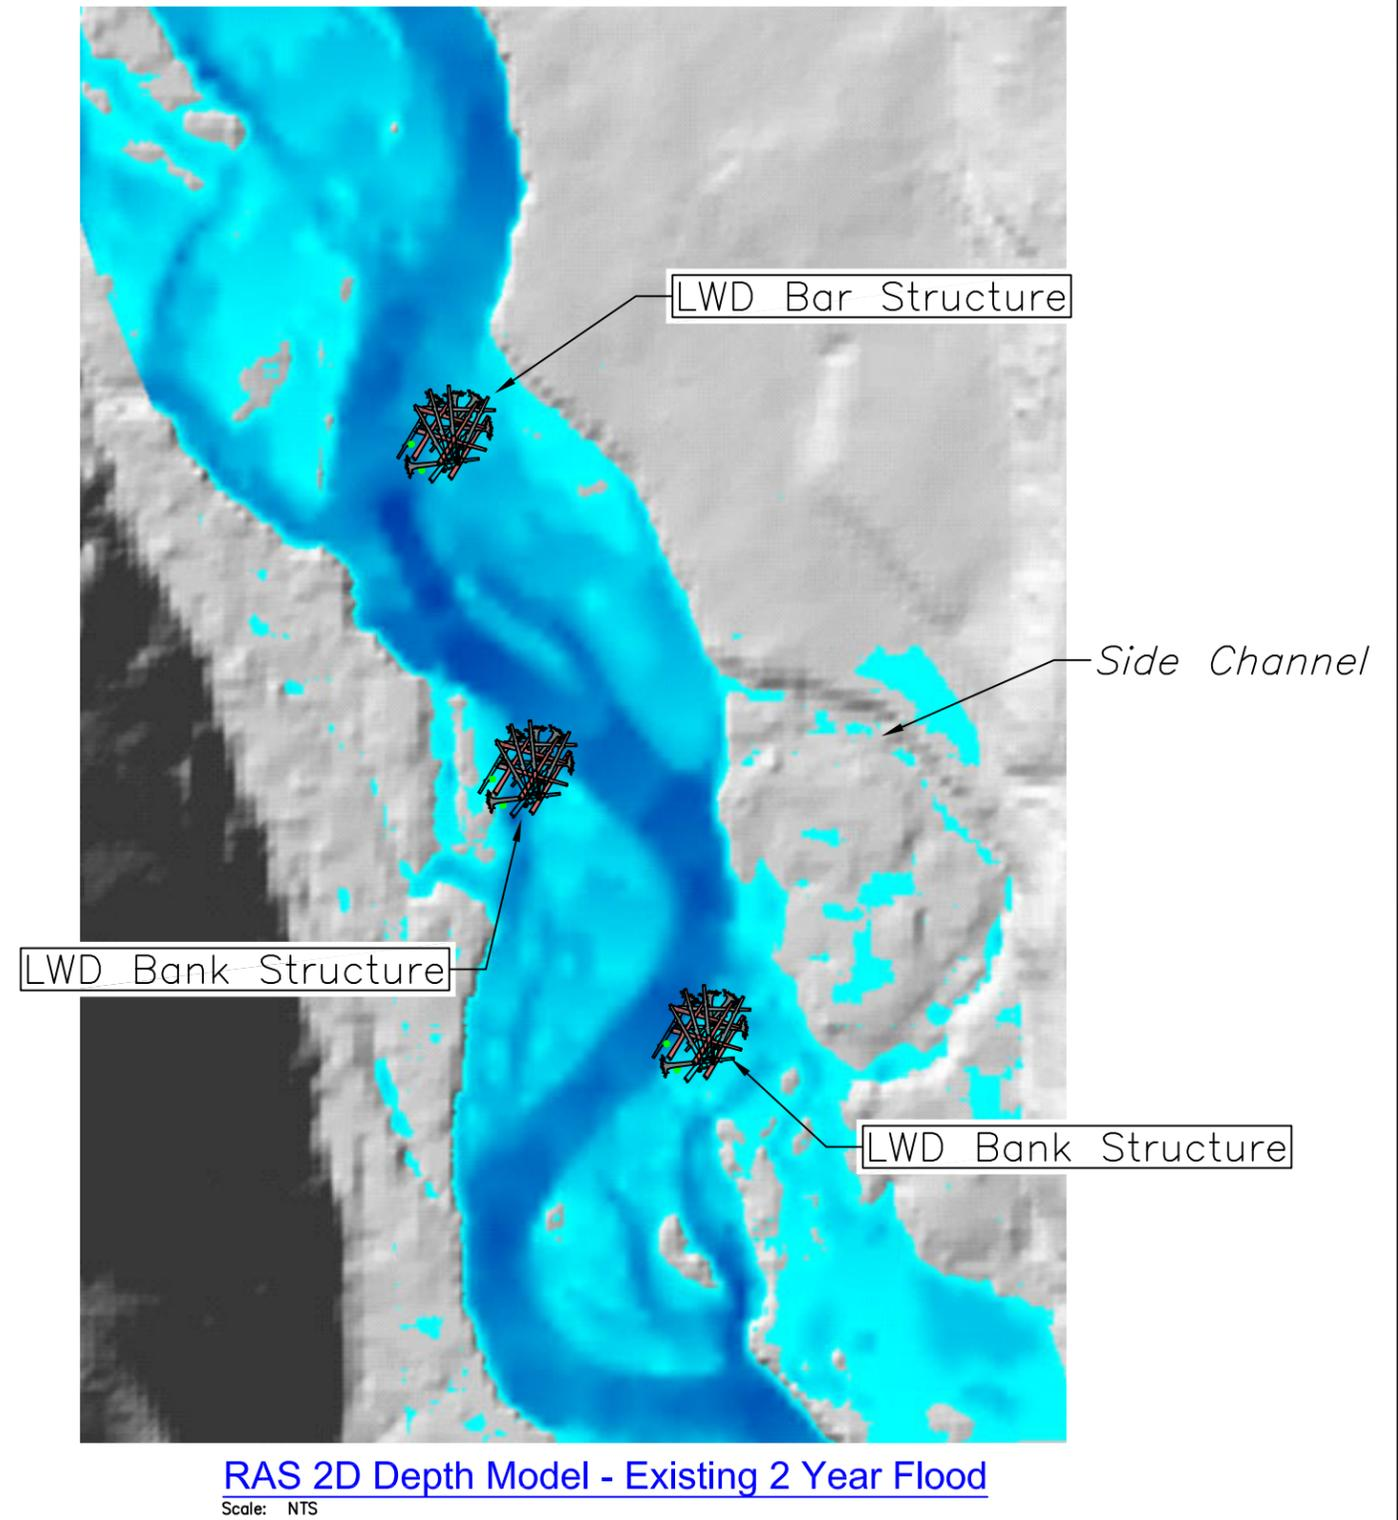 LWD Bar Structure
Side Channel
LWD Bank Structure
LWD Bank Structure
RAS 2D Depth Model - Existing 2 Year Flood
Scale: NTS